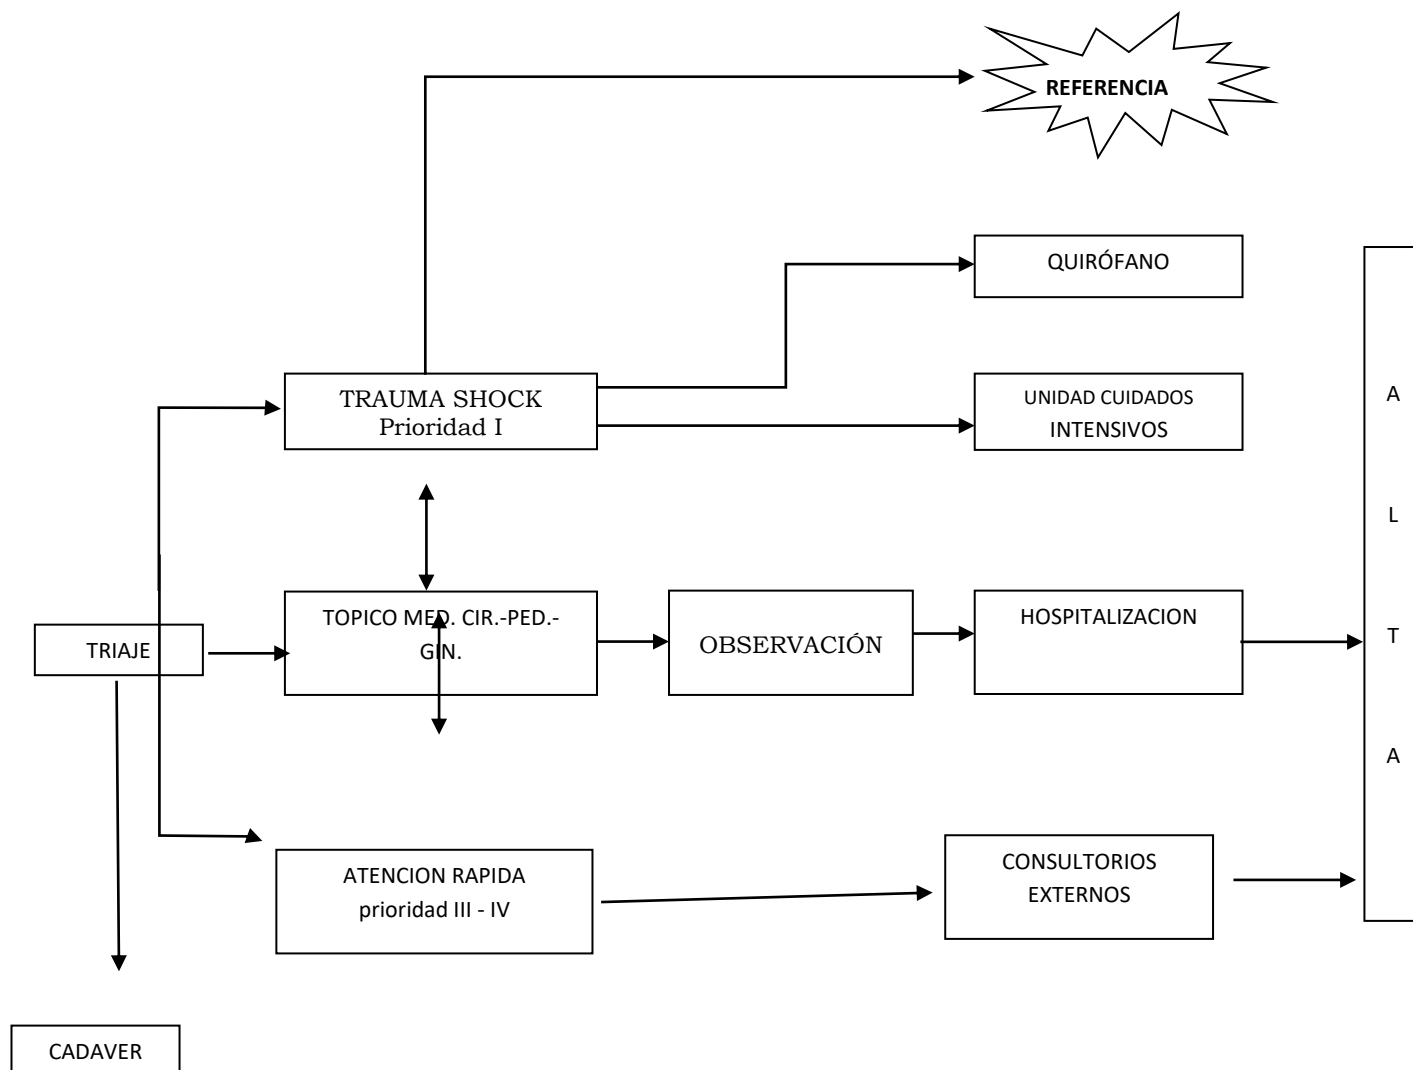 REFERENCIA
QUIRÓFANO
TRAUMA SHOCK
Prioridad I
UNIDAD CUIDADOS
INTENSIVOS
TRIAJE
TOPICO MED. CIR.-PED.-
GIN.
OBSERVACIÓN
HOSPITALIZACION
A
L
T
A
ATENCION RAPIDA
prioridad III - IV
CONSULTORIOS
EXTERNOS
CADAVER